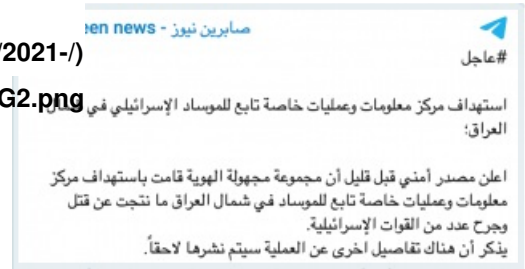 صابرين نيوز - een news
2021-/)
#عاجل
G2.png
استهداف مركز معلومات وعمليات خاصة تابع للموساد الإسرائيلي في شمال
العراق؛
اعلن مصدر أمني قبل قليل أن مجموعة مجهولة الهوية قامت باستهداف مركز
معلومات وعمليات خاصة تابع للموساد في شمال العراق ما نتجت عن قتل
وجرح عدد من القوات الإسرائيلية.
يذكر أن هناك تفاصيل اخرى عن العملية سيتم نشرها لاحقاً.